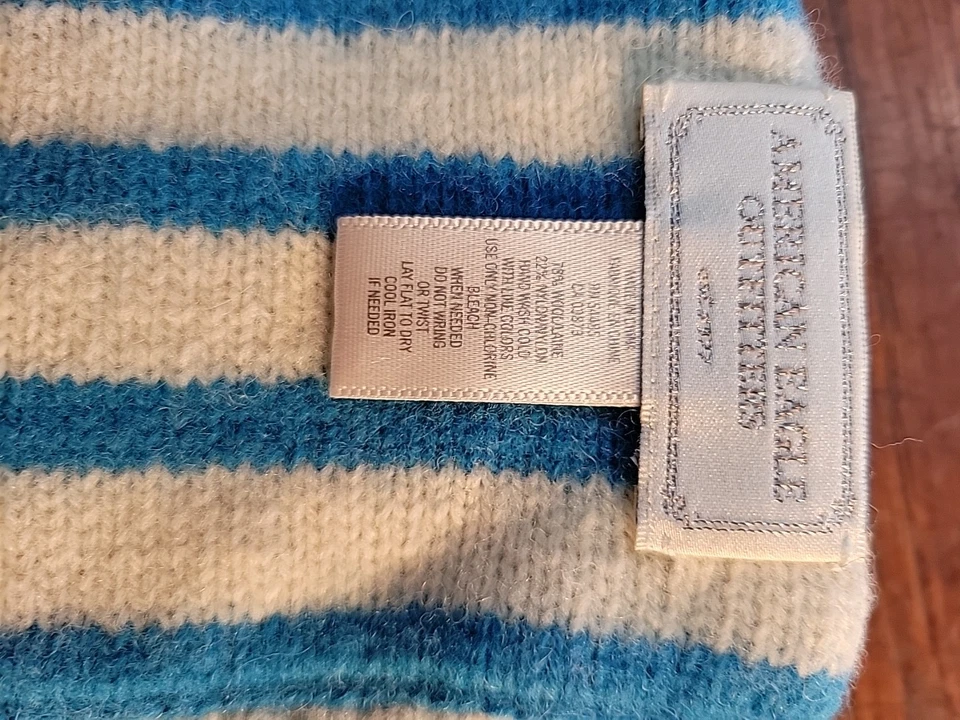 AMERICAN EAGLE
OUTFITTERS
78% WOOL/LAINE
22% NYLON/NYLON
HAND WASH COLD
WITH LIKE COLORS
USE ONLY NON-CHLORINE
BLEACH
WHEN NEEDED
DO NOT WRING
OR TWIST
LAY FLAT TO DRY
COOL IRON
IF NEEDED